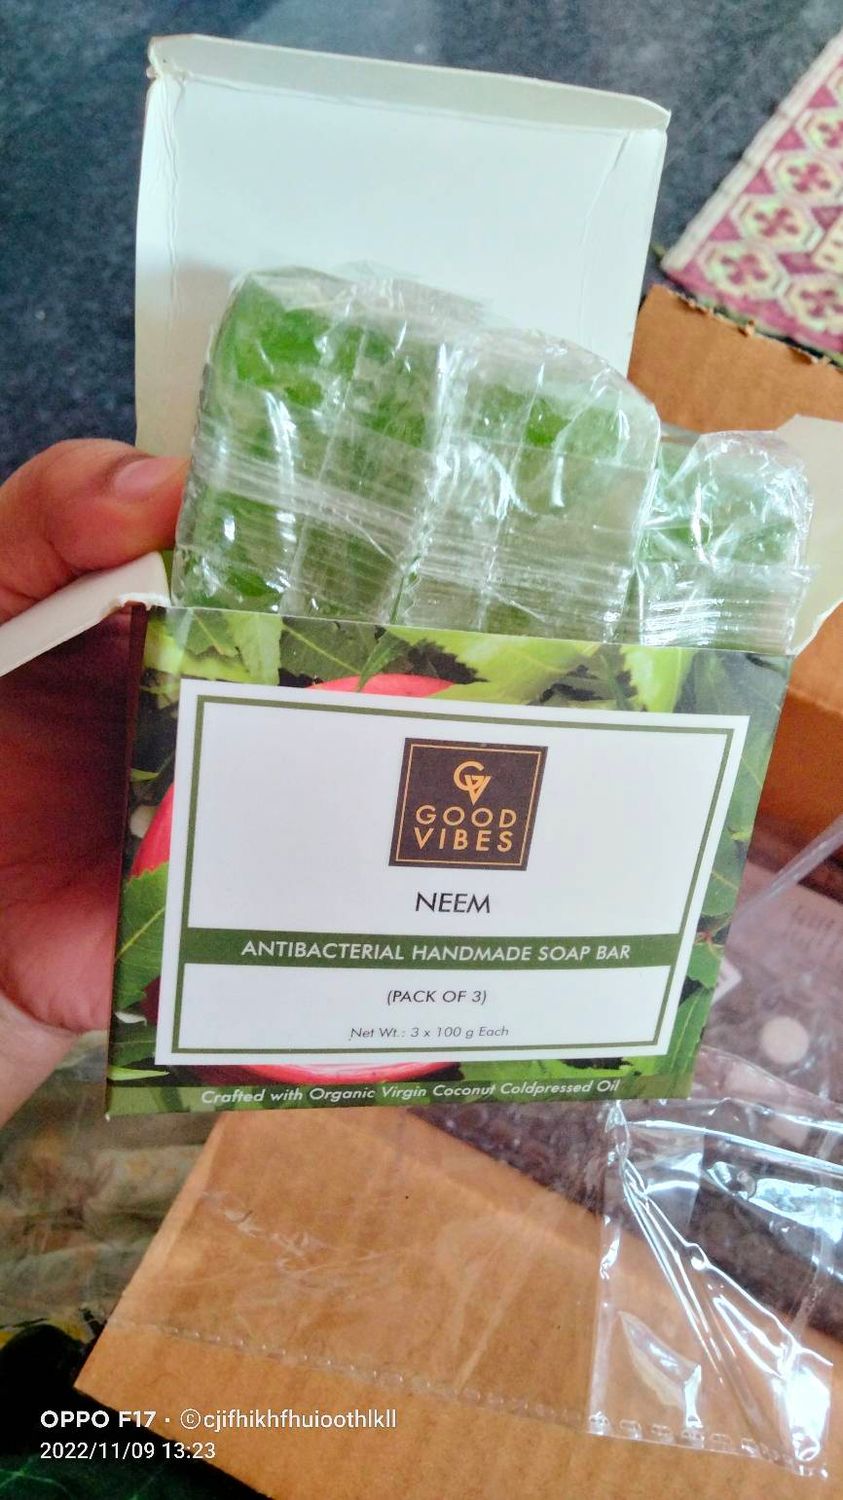 GV
GOOD
VIBES
NEEM
ANTIBACTERIAL HANDMADE SOAP BAR
(PACK OF 3)
Net Wt.: 3 x 100 g Each
Crafted with Organic Virgin Coconut Coldpressed Oil
OPPO F17 · ©cjifhikhfhuioothlkll
2022/11/09 13:23